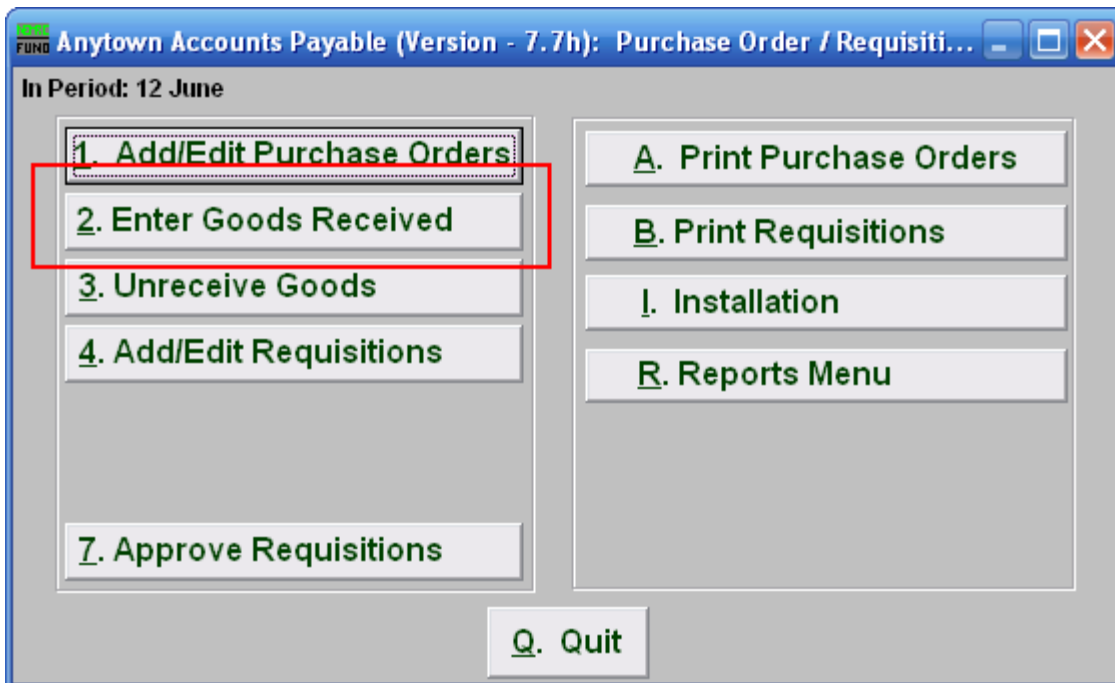 FUND Anytown Accounts Payable (Version - 7.7h): Purchase Order / Requisiti...
In Period: 12 June
1. Add/Edit Purchase Orders
2. Enter Goods Received
3. Unreceive Goods
4. Add/Edit Requisitions
7. Approve Requisitions
A. Print Purchase Orders
B. Print Requisitions
I. Installation
R. Reports Menu
Q. Quit